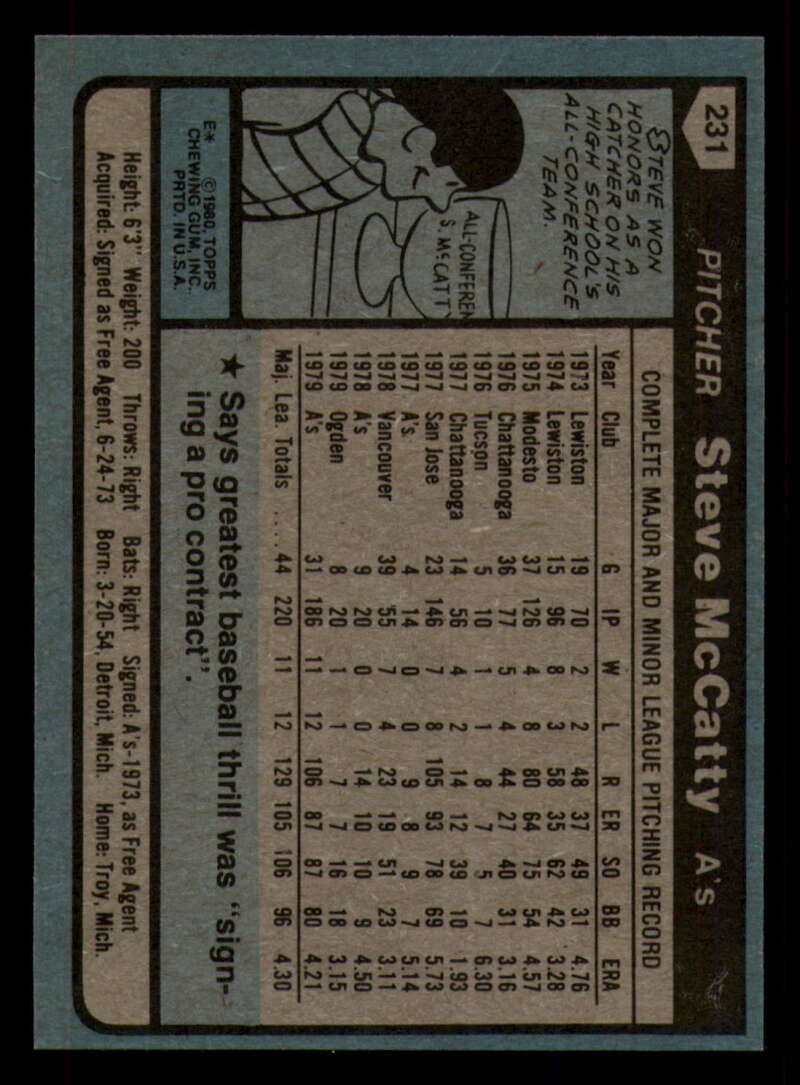 231
PITCHER Steve McCatty A's
STEVE WON
HONORS AS A
CATCHER ON HIS
HIGH SCHOOL'S
ALL-CONFERENCE
TEAM.
ALL-CONFEREN
S. McCATT
E* © 1980, TOPPS
CHEWING GUM, INC.
PRTD. IN U.S.A.
COMPLETE MAJOR AND MINOR LEAGUE PITCHING RECORD
Year Club G IP W L R ER SO BB ERA
1973 Lewiston 19 70 2 2 48 37 49 31 4.76
1974 Lewiston 15 96 8 3 58 35 62 42 3.28
1975 Modesto 37 126 4 8 80 64 75 54 4.57
1976 Chattanooga 36 77 5 4 44 27 40 31 3.16
1976 Tucson 5 10 1 1 8 7 5 7 6.30
1977 Chattanooga 14 56 4 2 14 12 39 10 1.93
1977 San Jose 23 146 7 8 105 93 78 69 5.73
1977 A's 4 14 0 0 9 8 9 7 5.14
1978 Vancouver 39 55 7 4 23 19 51 23 3.11
1978 A's 9 20 0 0 14 10 10 9 4.50
1979 Ogden 8 20 1 1 7 7 16 18 3.15
1979 A's 31 186 11 12 106 87 87 80 4.21
Maj. Lea. Totals .... 44 220 11 12 129 105 106 96 4.30
★ Says greatest baseball thrill was "sign-
ing a pro contract".
Height: 6'3" Weight: 200 Throws: Right Bats: Right Signed: A's-1973, as Free Agent
Acquired: Signed as Free Agent, 6-24-73 Born: 3-20-54, Detroit, Mich. Home: Troy, Mich.